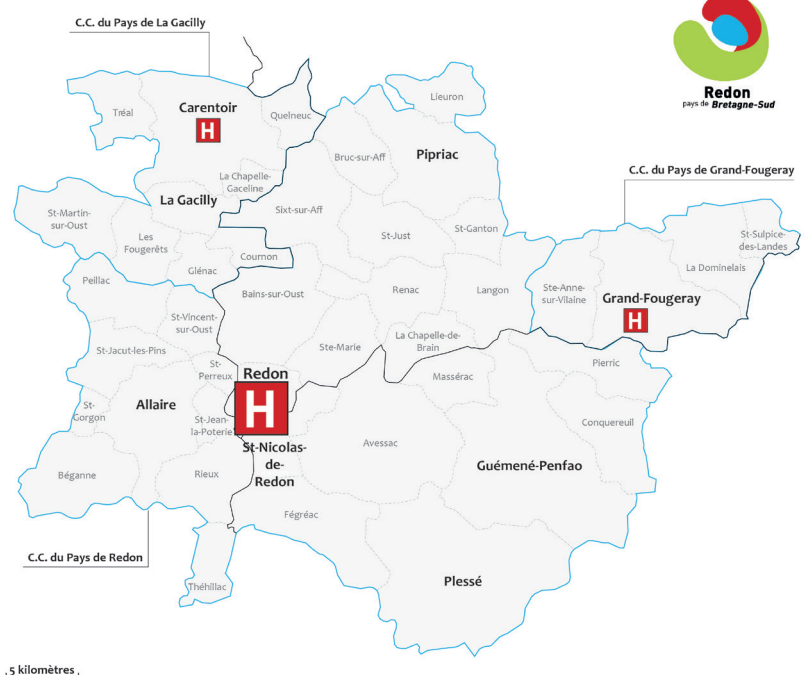 C.C. du Pays de La Gacilly
Redon
pays de Bretagne-Sud
Tréal
Carentoir
H
Quelneuc
Lieuron
La Chapelle-
Gaceline
Bruc-sur-Aff
Pipriac
C.C. du Pays de Grand-Fougeray
La Gacilly
St-Martin-
sur-Oust
Les
Fougerêts
Glénac
Cournon
Sixt-sur-Aff
St-Just
St-Ganton
St-Sulpice-
des-Landes
La Dominelais
Peillac
Bains-sur-Oust
Renac
Langon
Ste-Anne-
sur-Vilaine
Grand-Fougeray
H
St-Vincent-
sur-Oust
St-Jacut-les-Pins
Ste-Marie
La Chapelle-de-
Brain
St-
Perreux
Redon
H
Massérac
Pierric
St-
Gorgon
Allaire
St-Jean-
la-Poterie
St-Nicolas-
de-
Redon
Avessac
Conquereuil
Guémené-Penfao
Béganne
Rieux
Fégréac
C.C. du Pays de Redon
Théhillac
Plessé
5 kilomètres